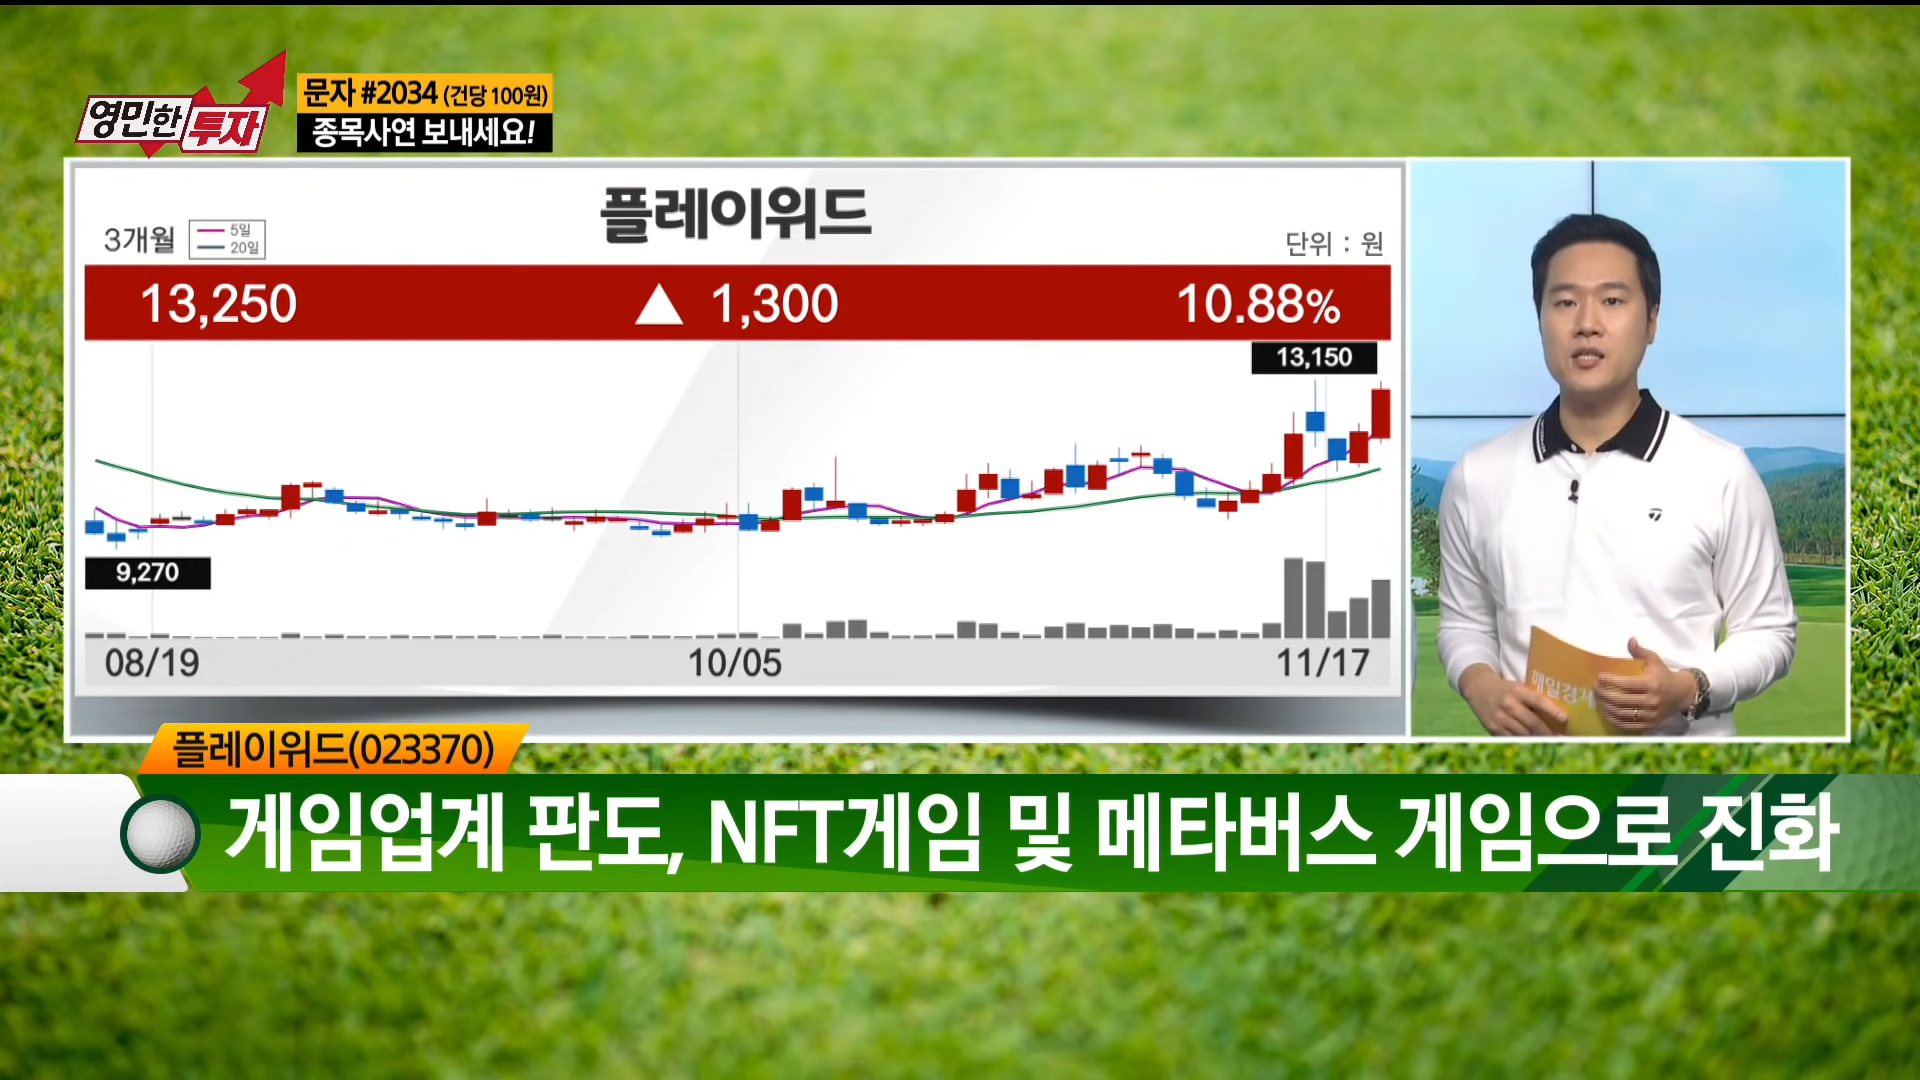 영민한 투자
문자 #2034 (건당 100원)
종목사연 보내세요!
플레이위드
3개월
5일
20일
단위 : 원
13,250 ▲ 1,300 10.88%
13,150
9,270
08/19 10/05 11/17
매일경제
플레이위드(023370)
게임업계 판도, NFT게임 및 메타버스 게임으로 진화